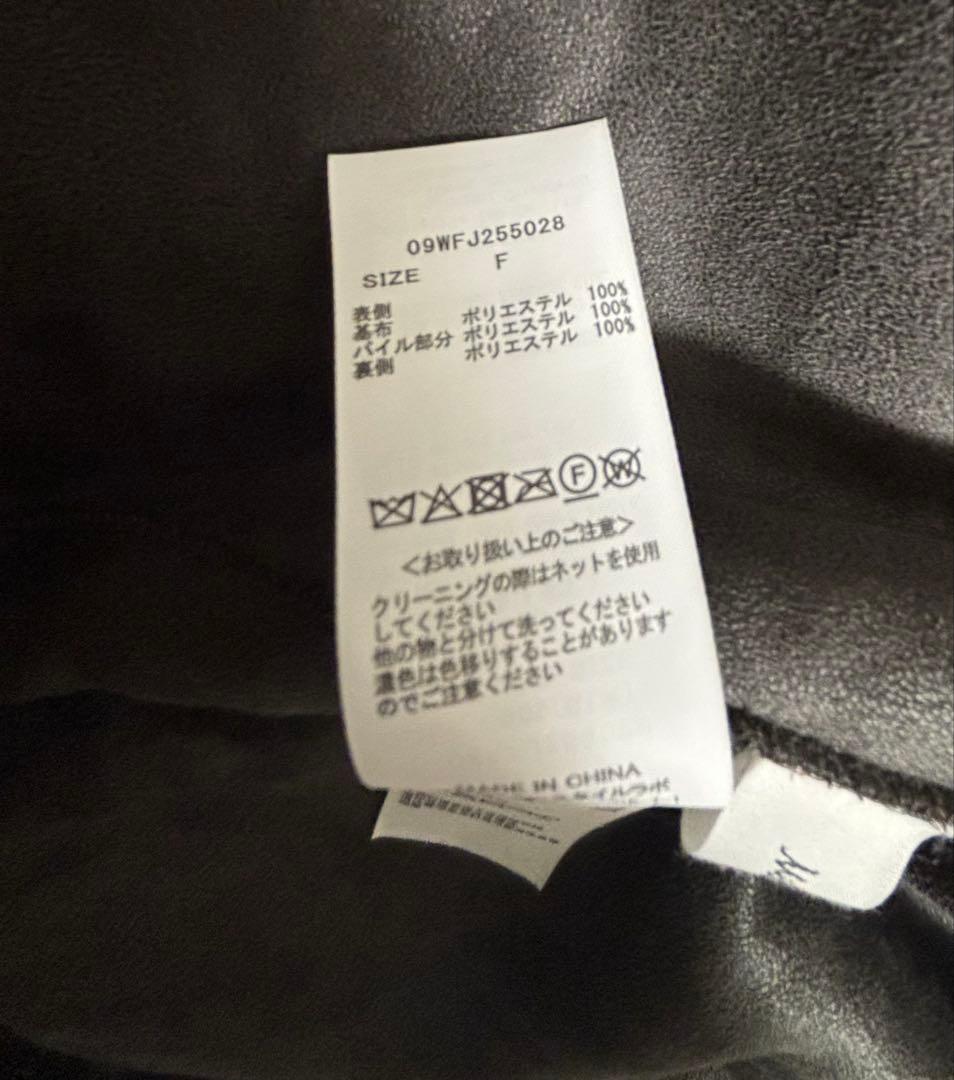 09WFJ255028
SIZE F
表側
基布 ポリエステル 100%
パイル部分 ポリエステル 100%
裏側 ポリエステル 100%
F
W
<お取り扱い上のご注意>
クリーニングの際はネットを使用
してください
他の物と分けて洗ってください
濃色は色移りすることがあります
のでご注意ください
MADE IN CHINA